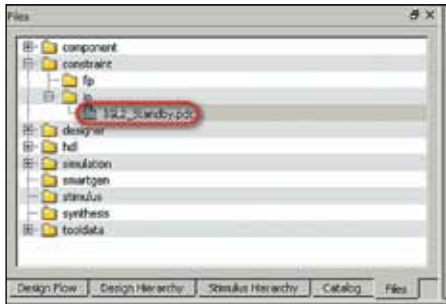 Files
component
constraint
fp
io
designer
hdl
simulation
smartgen
stimulus
synthesis
tooldata
Design Flow Design Hierarchy Stimulus Hierarchy Catalog Files